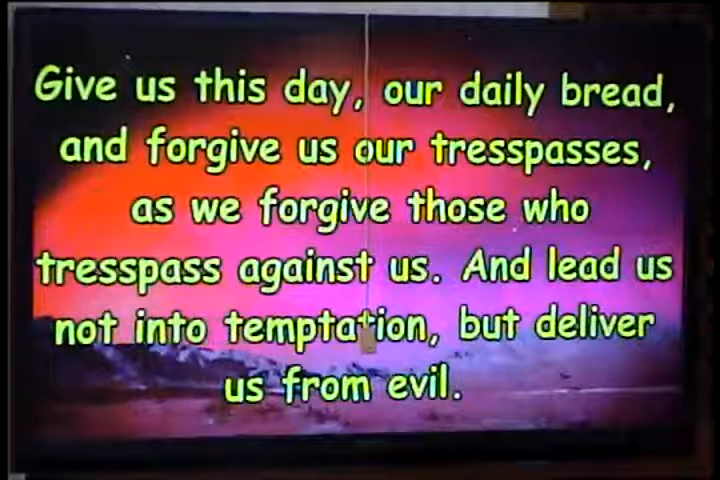 Give us this day, our daily bread,
and forgive us our tresspasses,
as we forgive those who
tresspass against us. And lead us
not into temptation, but deliver
us from evil.